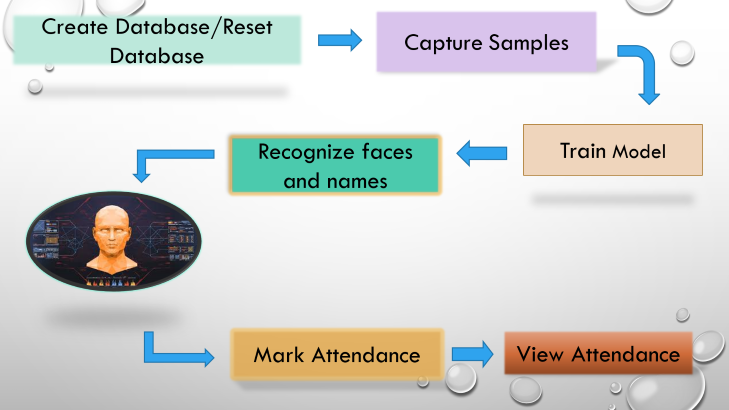 Create Database/Reset
Database
Capture Samples
Train Model
Recognize faces
and names
Mark Attendance
View Attendance